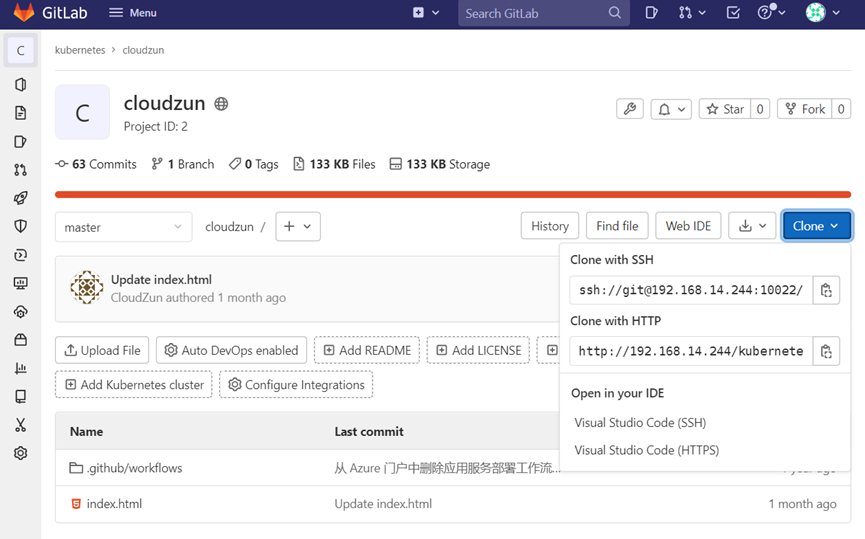 GitLab Menu Search GitLab
C kubernetes > cloudzun
C cloudzun
Project ID: 2
Star 0 Fork 0
63 Commits 1 Branch 0 Tags 133 KB Files 133 KB Storage
master cloudzun / + History Find file Web IDE Clone
Clone with SSH
ssh://git@192.168.14.244:10022/
Clone with HTTP
http://192.168.14.244/kubernete
Open in your IDE
Visual Studio Code (SSH)
Visual Studio Code (HTTPS)
Update index.html
CloudZun authored 1 month ago
Upload File Auto DevOps enabled Add README Add LICENSE
Add Kubernetes cluster Configure Integrations
Name Last commit
.github/workflows 从 Azure 门户中删除应用服务部署工作流...
index.html Update index.html 1 month ago